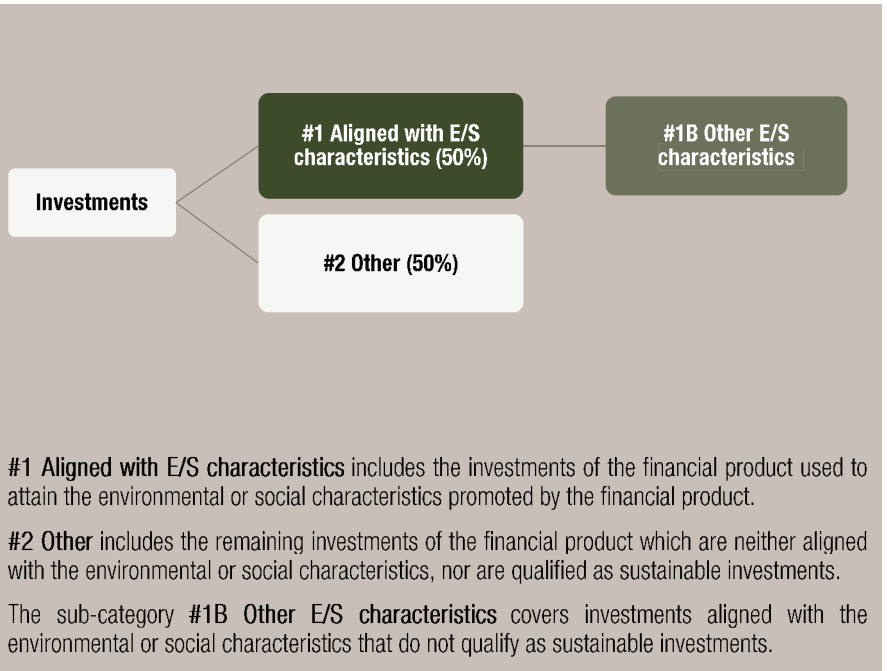 #1 Aligned with E/S
characteristics (50%)
#1B Other E/S
characteristics
Investments
#2 Other (50%)
#1 Aligned with E/S characteristics includes the investments of the financial product used to
attain the environmental or social characteristics promoted by the financial product.
#2 Other includes the remaining investments of the financial product which are neither aligned
with the environmental or social characteristics, nor are qualified as sustainable investments.
The sub-category #1B Other E/S characteristics covers investments aligned with the
environmental or social characteristics that do not qualify as sustainable investments.